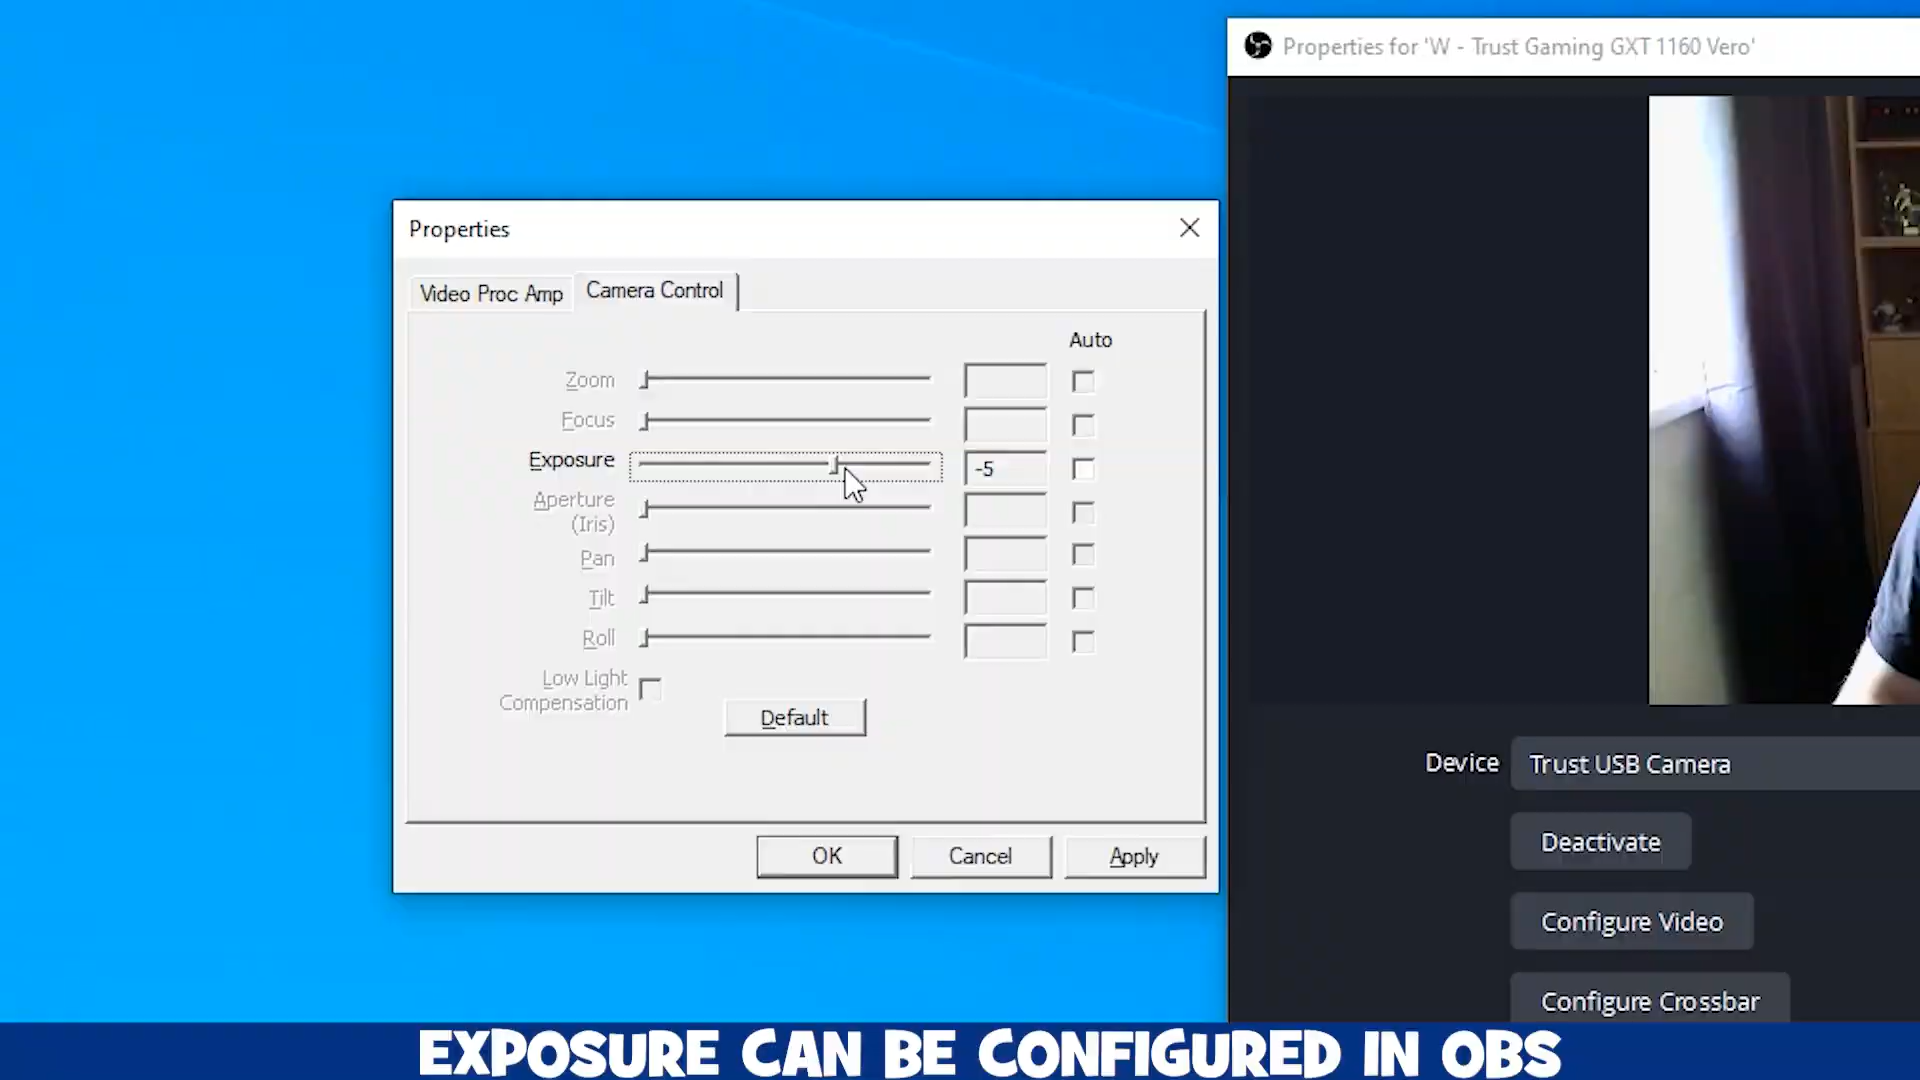 Properties for 'W - Trust Gaming GXT 1160 Vero'
Properties
Video Proc Amp
Camera Control
Auto
Zoom
Focus
Exposure
-5
Aperture
(Iris)
Pan
Tilt
Roll
Low Light
Compensation
Default
OK
Cancel
Apply
Device
Trust USB Camera
Deactivate
Configure Video
Configure Crossbar
EXPOSURE CAN BE CONFIGURED IN OBS